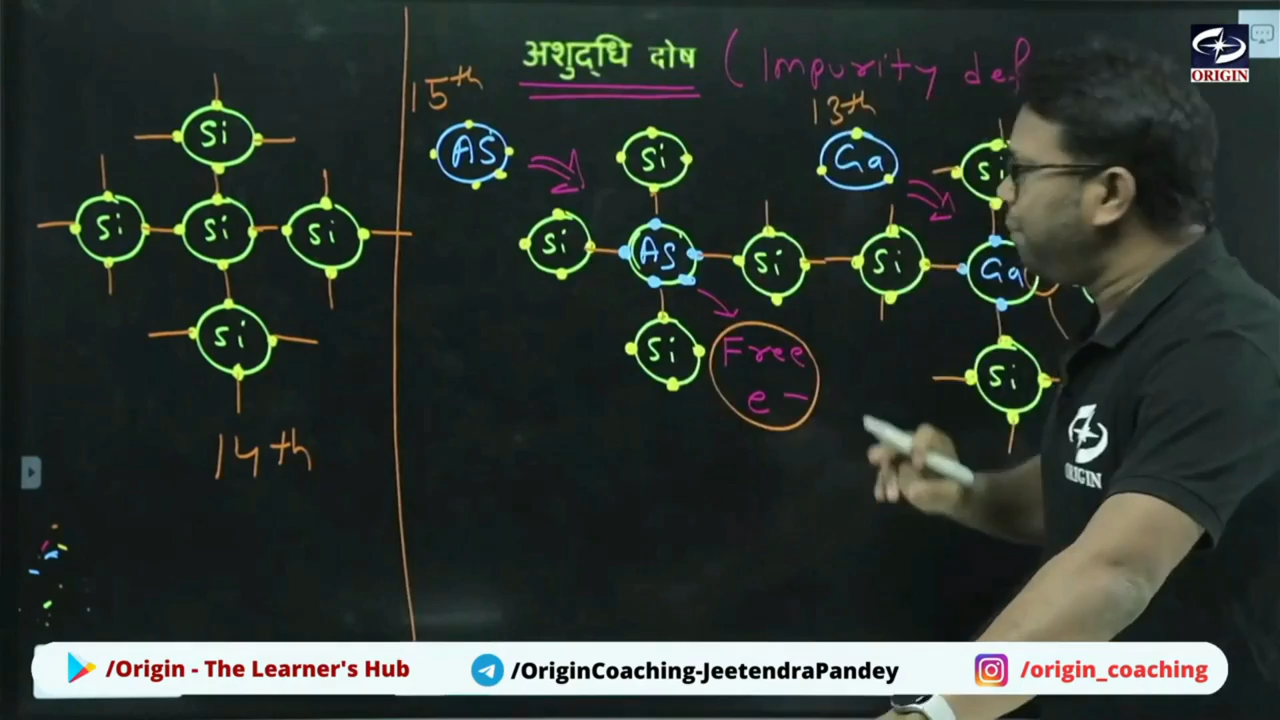 अशुद्धि दोष ( Impurity def
ORIGIN
15th
13th
AS
Ga
Si
Si
Si
Si
Si
Si
Si
Si
AS
Si
Si
Ga
Si
Si
Si
Free
e-
14th
ORIGIN
/Origin - The Learner's Hub
/OriginCoaching-JeetendraPandey
/origin_coaching